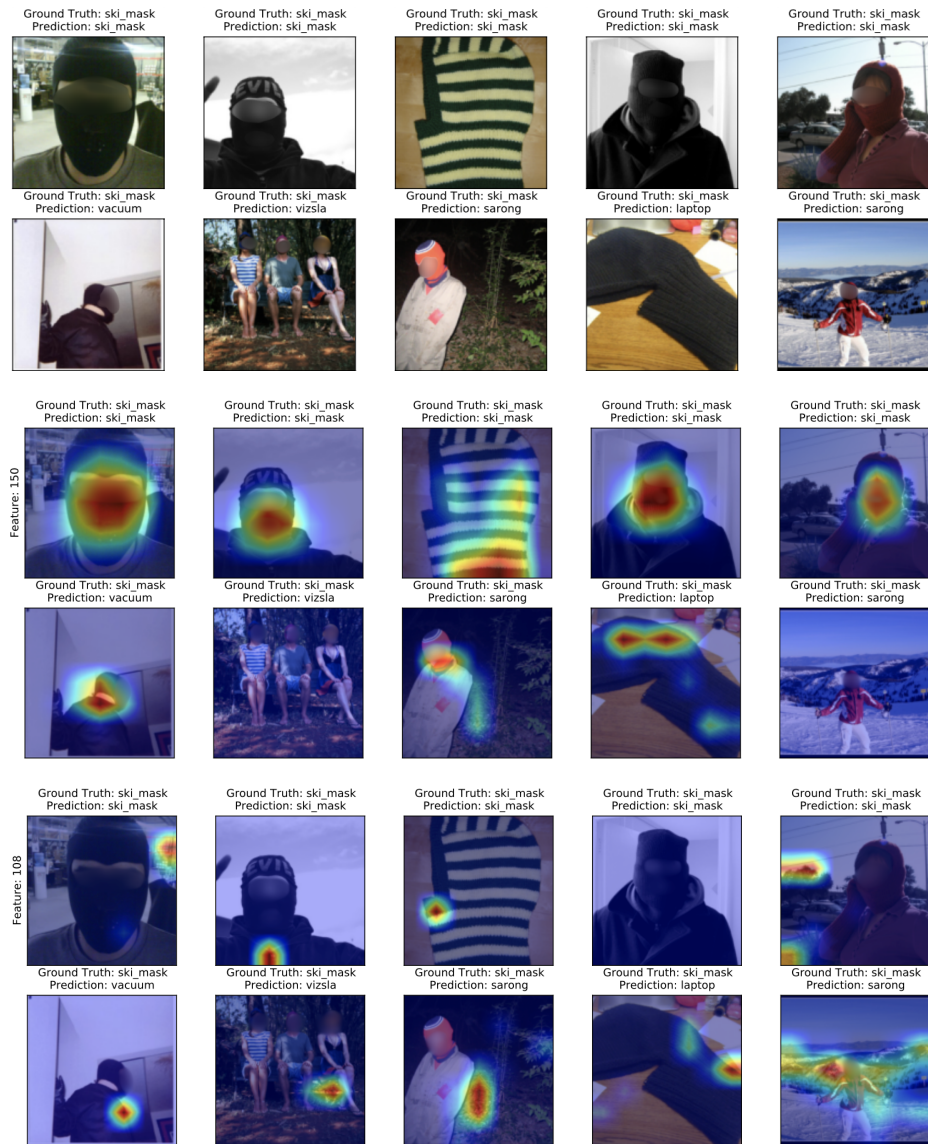 Ground Truth: ski_mask Ground Truth: ski_mask Ground Truth: ski_mask Ground Truth: ski_mask Ground Truth: ski_mask
Prediction: ski_mask Prediction: ski_mask Prediction: ski_mask Prediction: ski_mask Prediction: ski_mask
EVIL
Ground Truth: ski_mask Ground Truth: ski_mask Ground Truth: ski_mask Ground Truth: ski_mask Ground Truth: ski_mask
Prediction: vacuum Prediction: vizsla Prediction: sarong Prediction: laptop Prediction: sarong
Ground Truth: ski_mask Ground Truth: ski_mask Ground Truth: ski_mask Ground Truth: ski_mask Ground Truth: ski_mask
Prediction: ski_mask Prediction: ski_mask Prediction: ski_mask Prediction: ski_mask Prediction: ski_mask
Feature: 150
EVIL
Ground Truth: ski_mask Ground Truth: ski_mask Ground Truth: ski_mask Ground Truth: ski_mask Ground Truth: ski_mask
Prediction: vacuum Prediction: vizsla Prediction: sarong Prediction: laptop Prediction: sarong
Ground Truth: ski_mask Ground Truth: ski_mask Ground Truth: ski_mask Ground Truth: ski_mask Ground Truth: ski_mask
Prediction: ski_mask Prediction: ski_mask Prediction: ski_mask Prediction: ski_mask Prediction: ski_mask
Feature: 108
EVIL
Ground Truth: ski_mask Ground Truth: ski_mask Ground Truth: ski_mask Ground Truth: ski_mask Ground Truth: ski_mask
Prediction: vacuum Prediction: vizsla Prediction: sarong Prediction: laptop Prediction: sarong